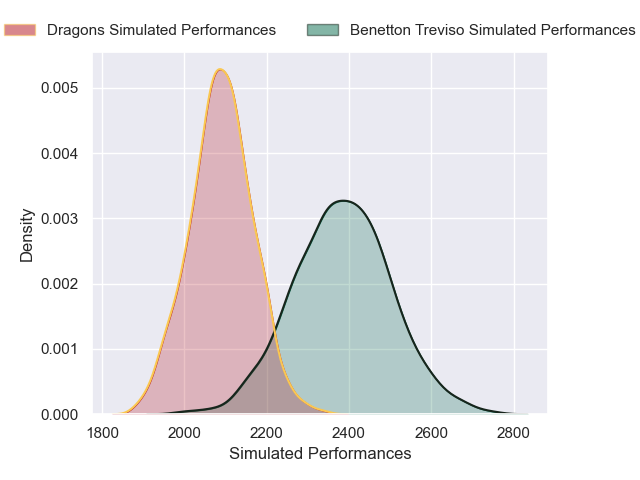 Dragons Simulated Performances
Benetton Treviso Simulated Performances
0.005
0.004
0.003
0.002
0.001
0.000
Density
1800 2000 2200 2400 2600 2800
Simulated Performances